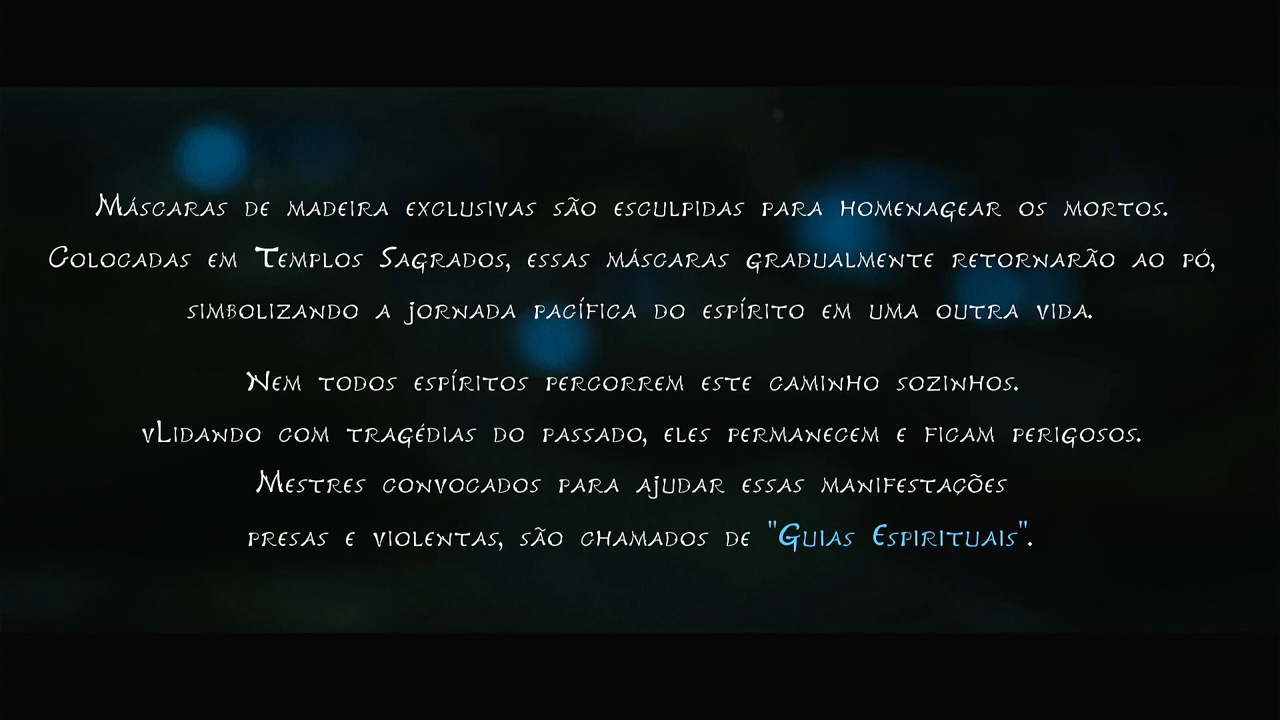 Máscaras de madeira exclusivas são esculpidas para homenagear os mortos.
Colocadas em Templos Sagrados, essas máscaras gradualmente retornarão ao pó,
simbolizando a jornada pacífica do espírito em uma outra vida.
Nem todos espíritos percorrem este caminho sozinhos.
vLidando com tragédias do passado, eles permanecem e ficam perigosos.
Mestres convocados para ajudar essas manifestações
presas e violentas, são chamados de "Guias Espirituais".